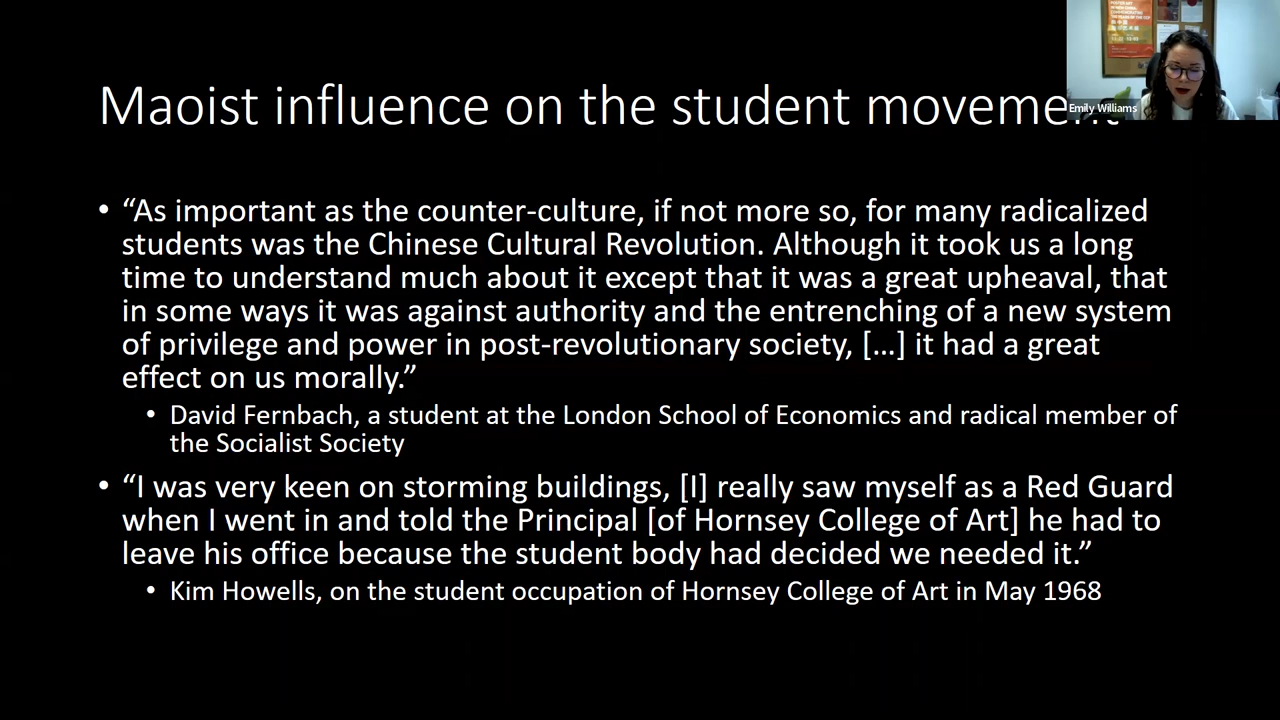 Maoist influence on the student movement
Emily Williams
• “As important as the counter-culture, if not more so, for many radicalized
students was the Chinese Cultural Revolution. Although it took us a long
time to understand much about it except that it was a great upheaval, that
in some ways it was against authority and the entrenching of a new system
of privilege and power in post-revolutionary society, […] it had a great
effect on us morally.”
• David Fernbach, a student at the London School of Economics and radical member of
the Socialist Society
• “I was very keen on storming buildings, [I] really saw myself as a Red Guard
when I went in and told the Principal [of Hornsey College of Art] he had to
leave his office because the student body had decided we needed it.”
• Kim Howells, on the student occupation of Hornsey College of Art in May 1968